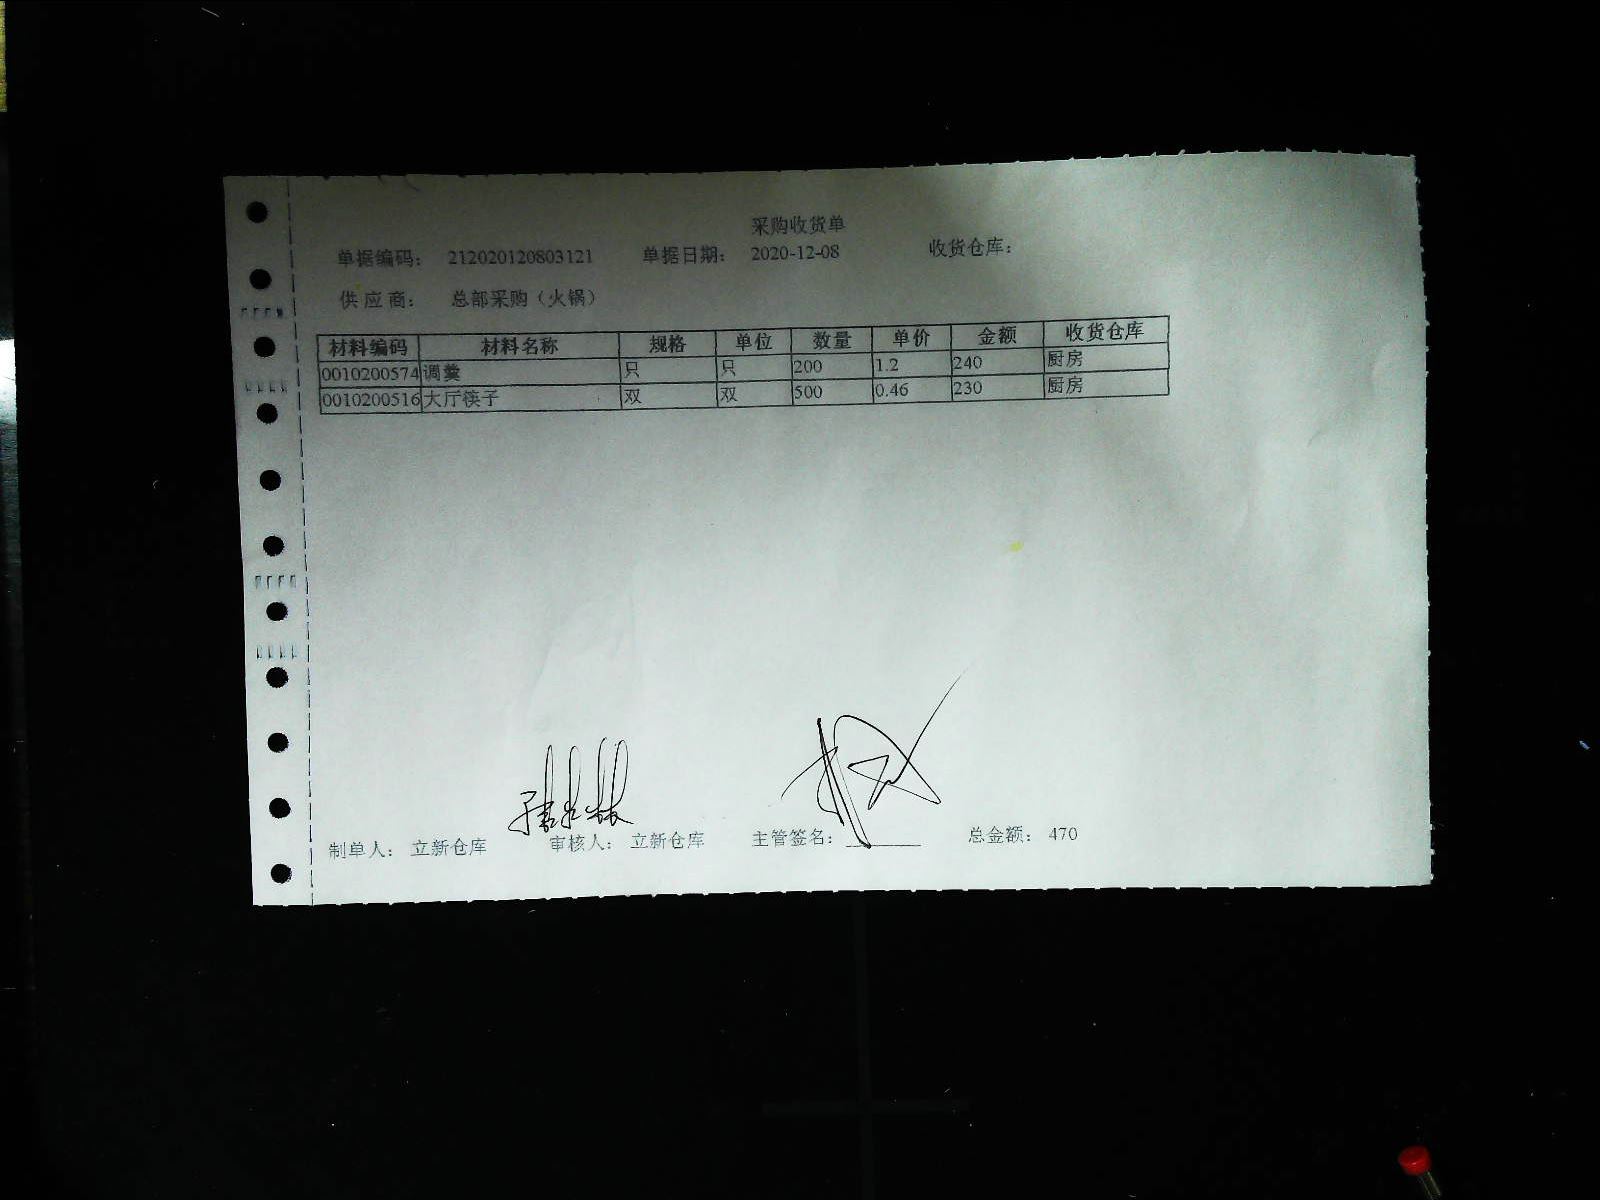 采购收货单
单据编码： 212020120803121 单据日期： 2020-12-08 收货仓库：
供 应 商： 总部采购（火锅）
材料编码 材料名称 规格 单位 数量 单价 金额 收货仓库
0010200574 调羹 只 只 200 1.2 240 厨房
0010200516 大厅筷子 双 双 500 0.46 230 厨房
制单人： 立新仓库 审核人： 立新仓库 主管签名： 总金额： 470